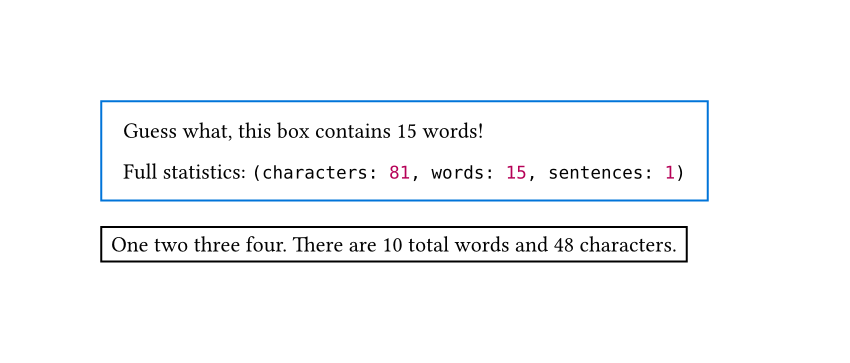 Guess what, this box contains 15 words!
Full statistics: (characters: 81, words: 15, sentences: 1)
One two three four. There are 10 total words and 48 characters.